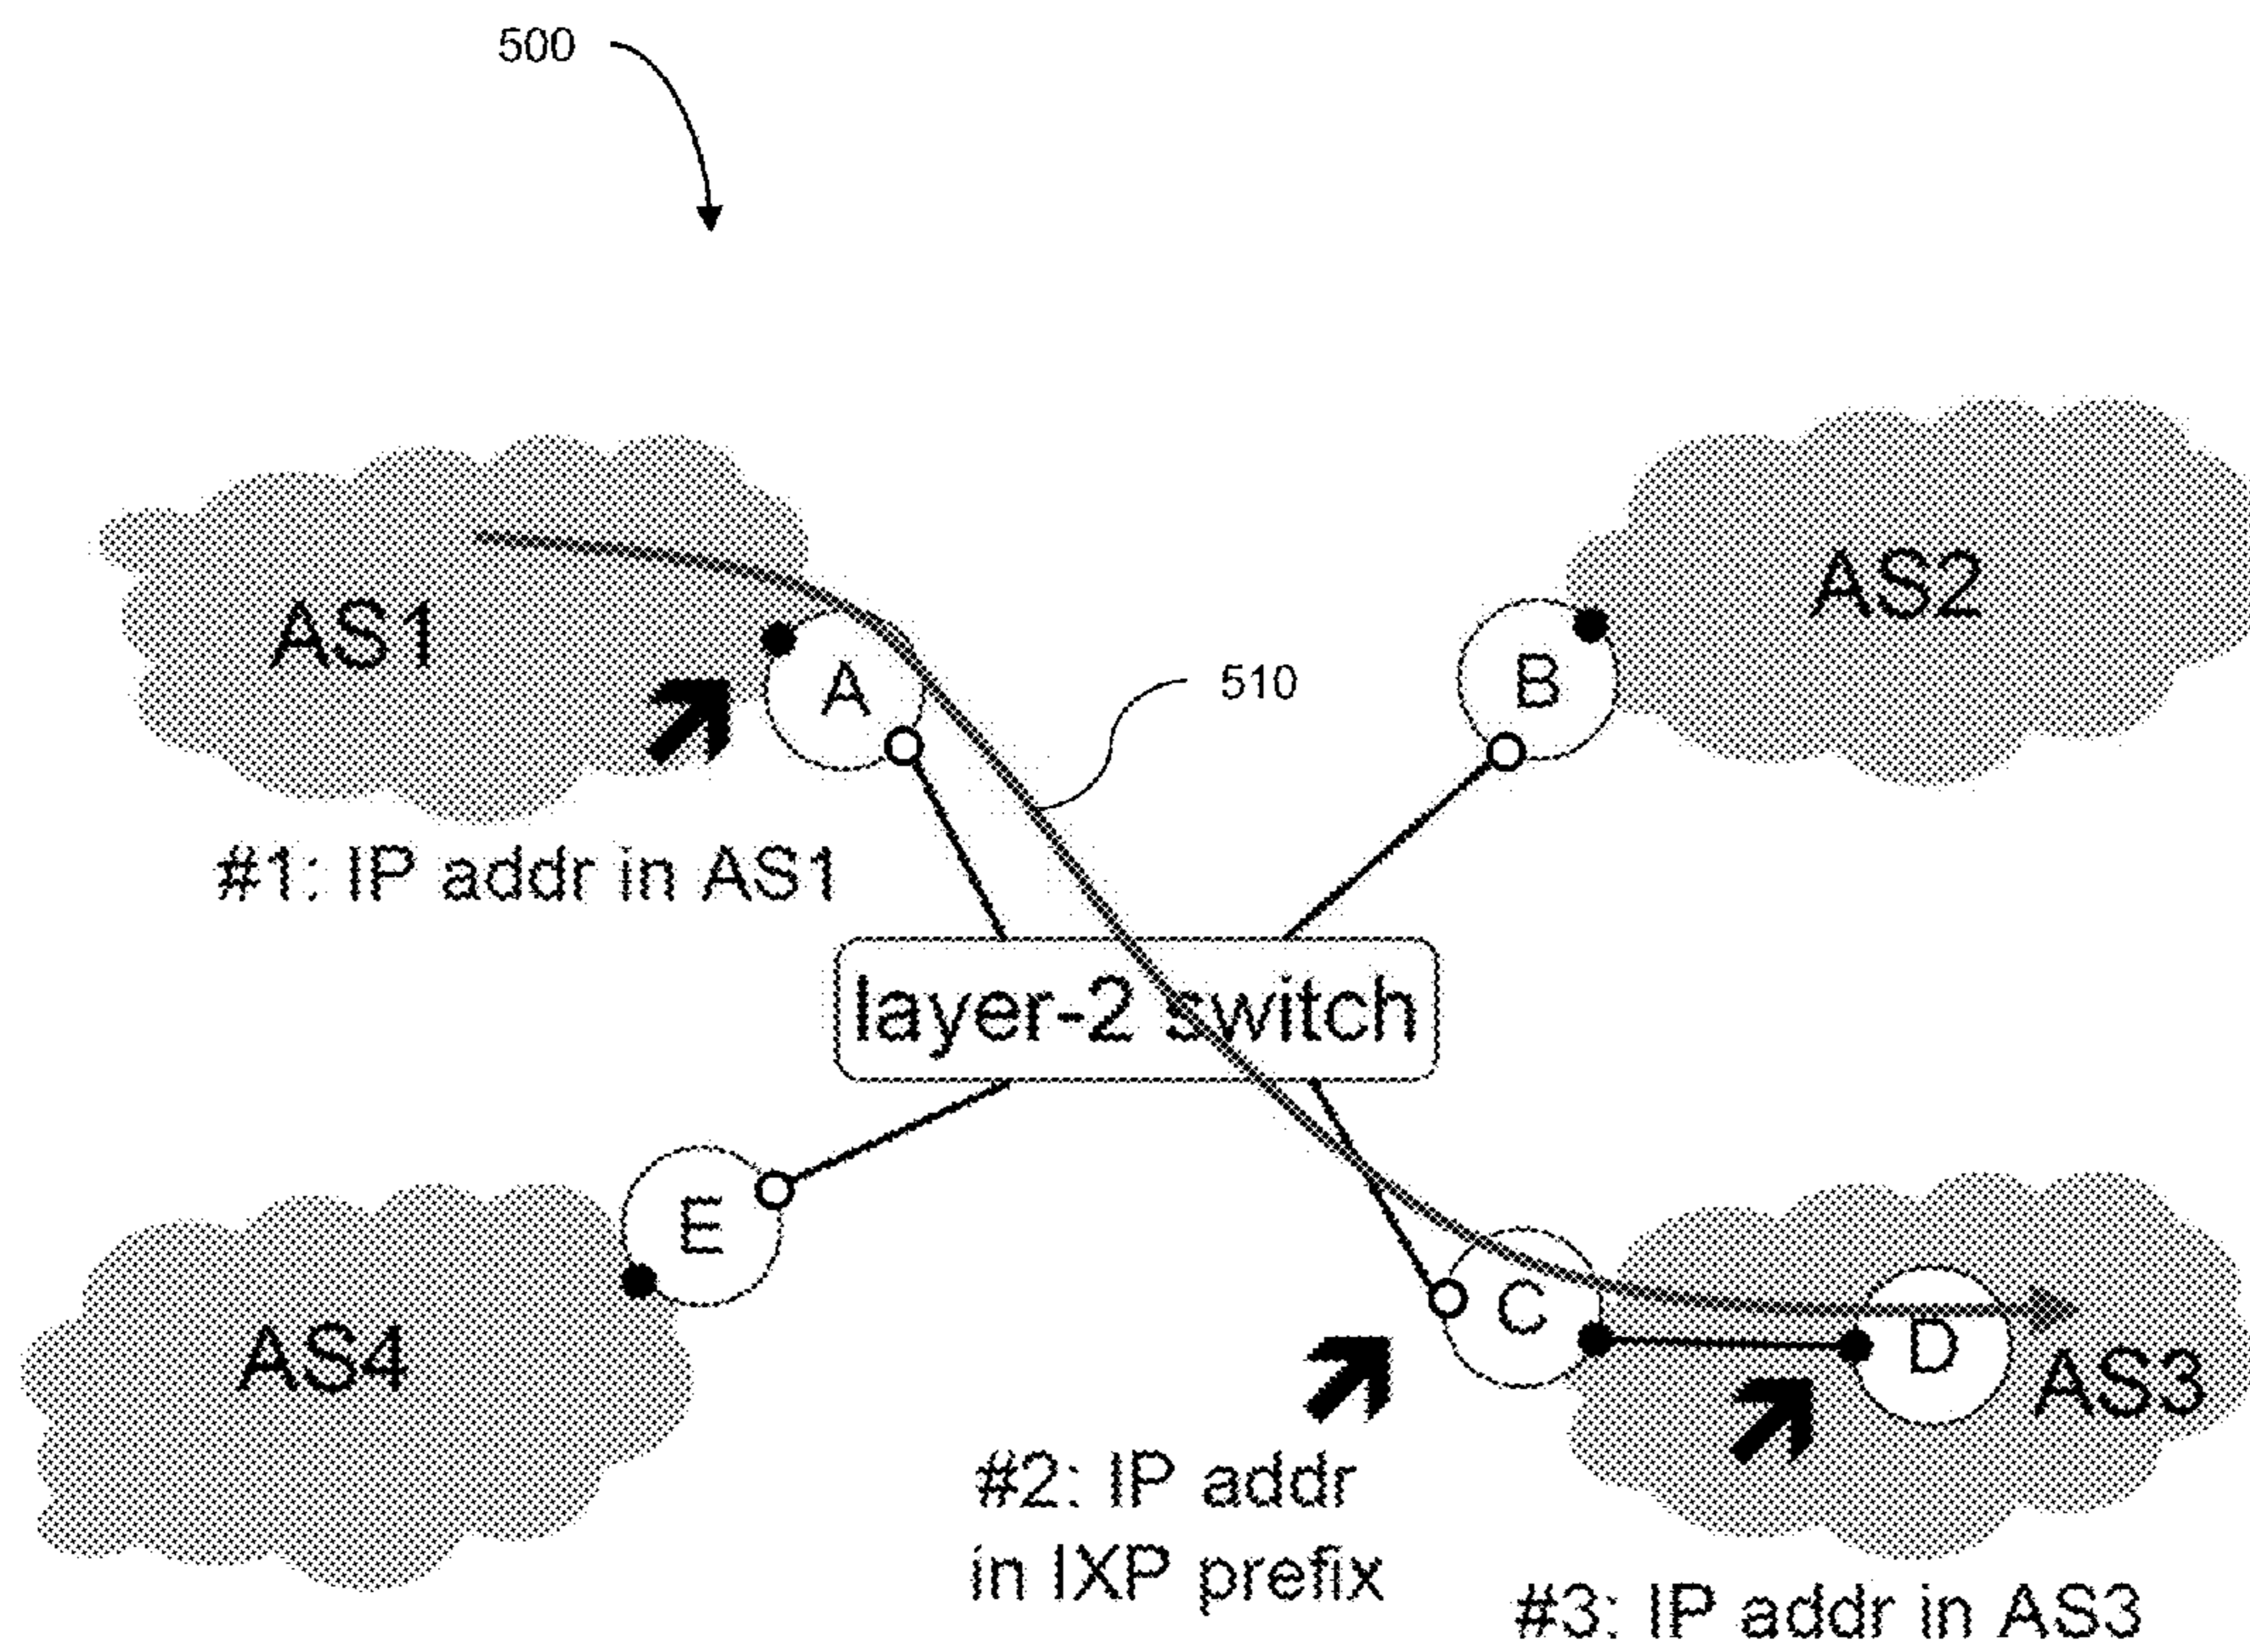 500
AS1
AS2
A
B
510
#1: IP addr in AS1
layer-2 switch
E
C
D
AS4
AS3
#2: IP addr
in IXP prefix
#3: IP addr in AS3